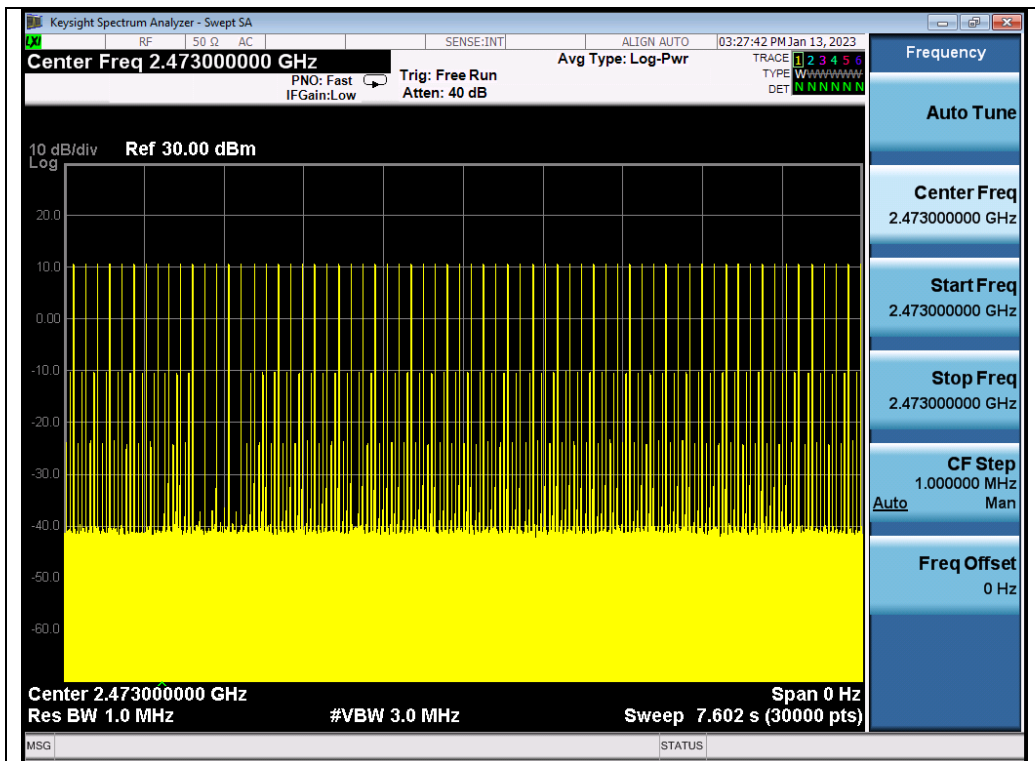 Keysight Spectrum Analyzer - Swept SA
LXI RF 50 Ω AC SENSE:INT ALIGN AUTO 03:27:42 PM Jan 13, 2023
Center Freq 2.473000000 GHz
PNO: Fast
IFGain:Low
Trig: Free Run
Atten: 40 dB
Avg Type: Log-Pwr
TRACE 1 2 3 4 5 6
TYPE WWWWWW
DET N N N N N N
10 dB/div Ref 30.00 dBm
Log
20.0
10.0
0.00
-10.0
-20.0
-30.0
-40.0
-50.0
-60.0
Center 2.473000000 GHz Span 0 Hz
Res BW 1.0 MHz #VBW 3.0 MHz Sweep 7.602 s (30000 pts)
MSG STATUS
Frequency
Auto Tune
Center Freq
2.473000000 GHz
Start Freq
2.473000000 GHz
Stop Freq
2.473000000 GHz
CF Step
1.000000 MHz
Auto Man
Freq Offset
0 Hz